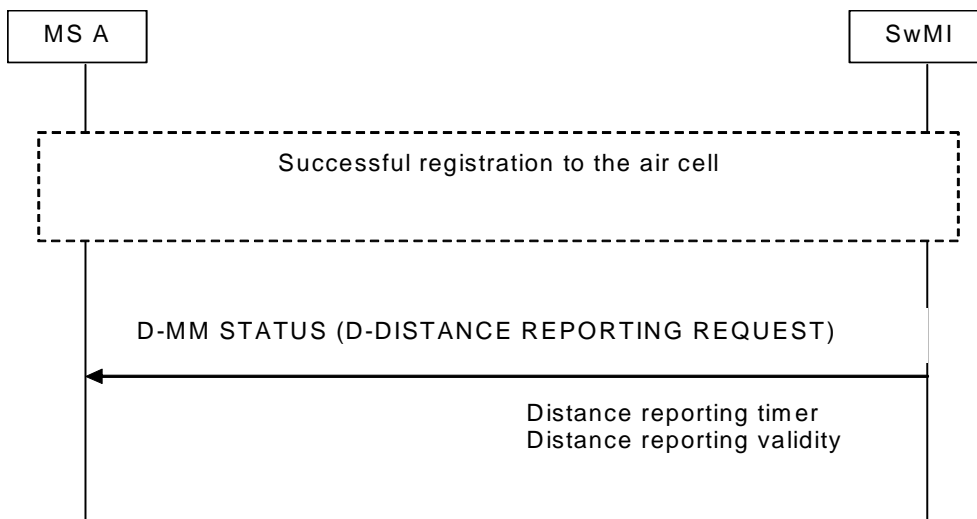 MS A
SwMI
Successful registration to the air cell
D-MM STATUS (D-DISTANCE REPORTING REQUEST)
Distance reporting timer
Distance reporting validity